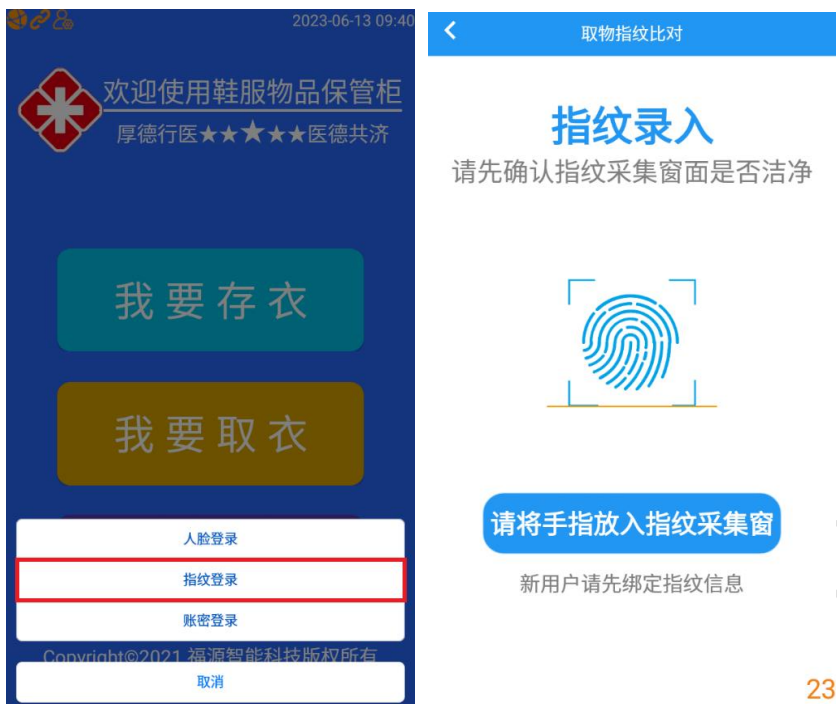 2023-06-13 09:40
欢迎使用鞋服物品保管柜
厚德行医★★★★★医德共济
我要存衣
我要取衣
人脸登录
指纹登录
账密登录
Copyright©2021 福源智能科技版权所有
取消
取物指纹比对
指纹录入
请先确认指纹采集窗面是否洁净
请将手指放入指纹采集窗
新用户请先绑定指纹信息
23